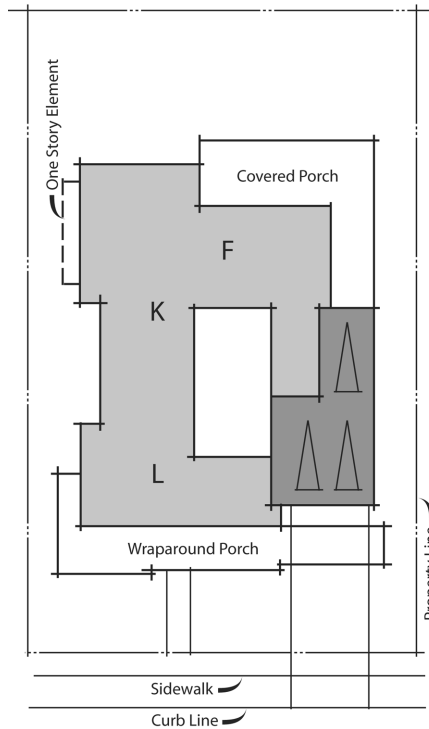 One Story Element
Covered Porch
F
K
L
Wraparound Porch
Property Line
Sidewalk
Curb Line